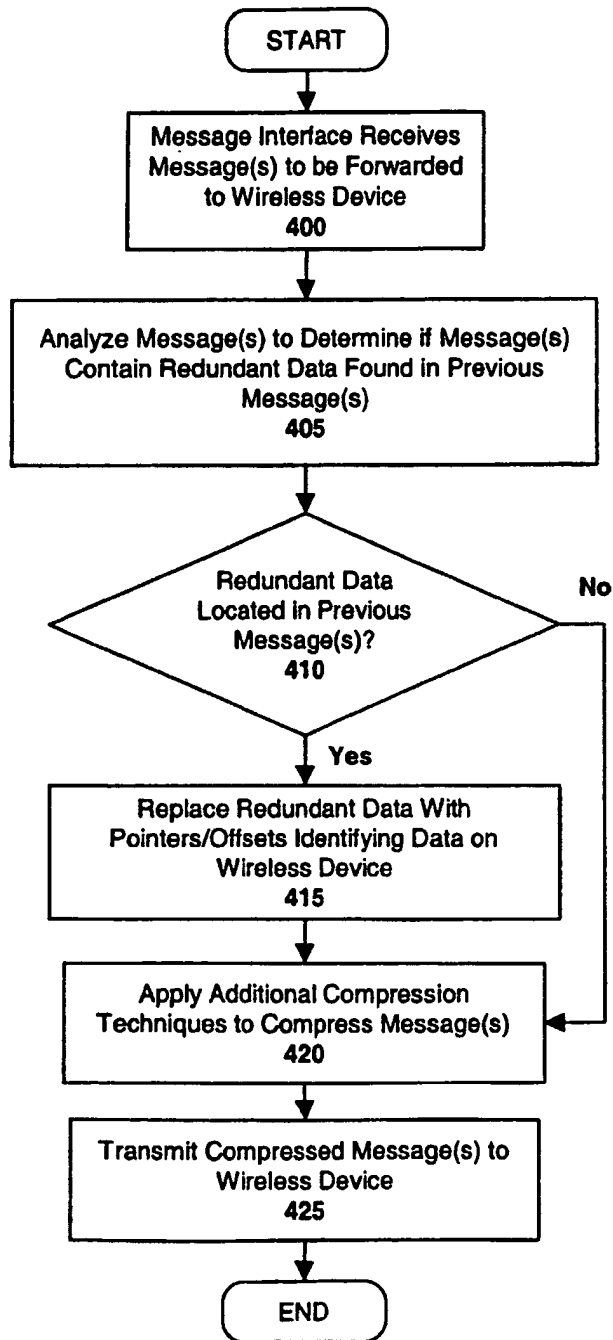 START
Message Interface Receives
Message(s) to be Forwarded
to Wireless Device
400
Analyze Message(s) to Determine if Message(s)
Contain Redundant Data Found in Previous
Message(s)
405
Redundant Data
Located in Previous
Message(s)?
410
No
Yes
Replace Redundant Data With
Pointers/Offsets Identifying Data on
Wireless Device
415
Apply Additional Compression
Techniques to Compress Message(s)
420
Transmit Compressed Message(s) to
Wireless Device
425
END